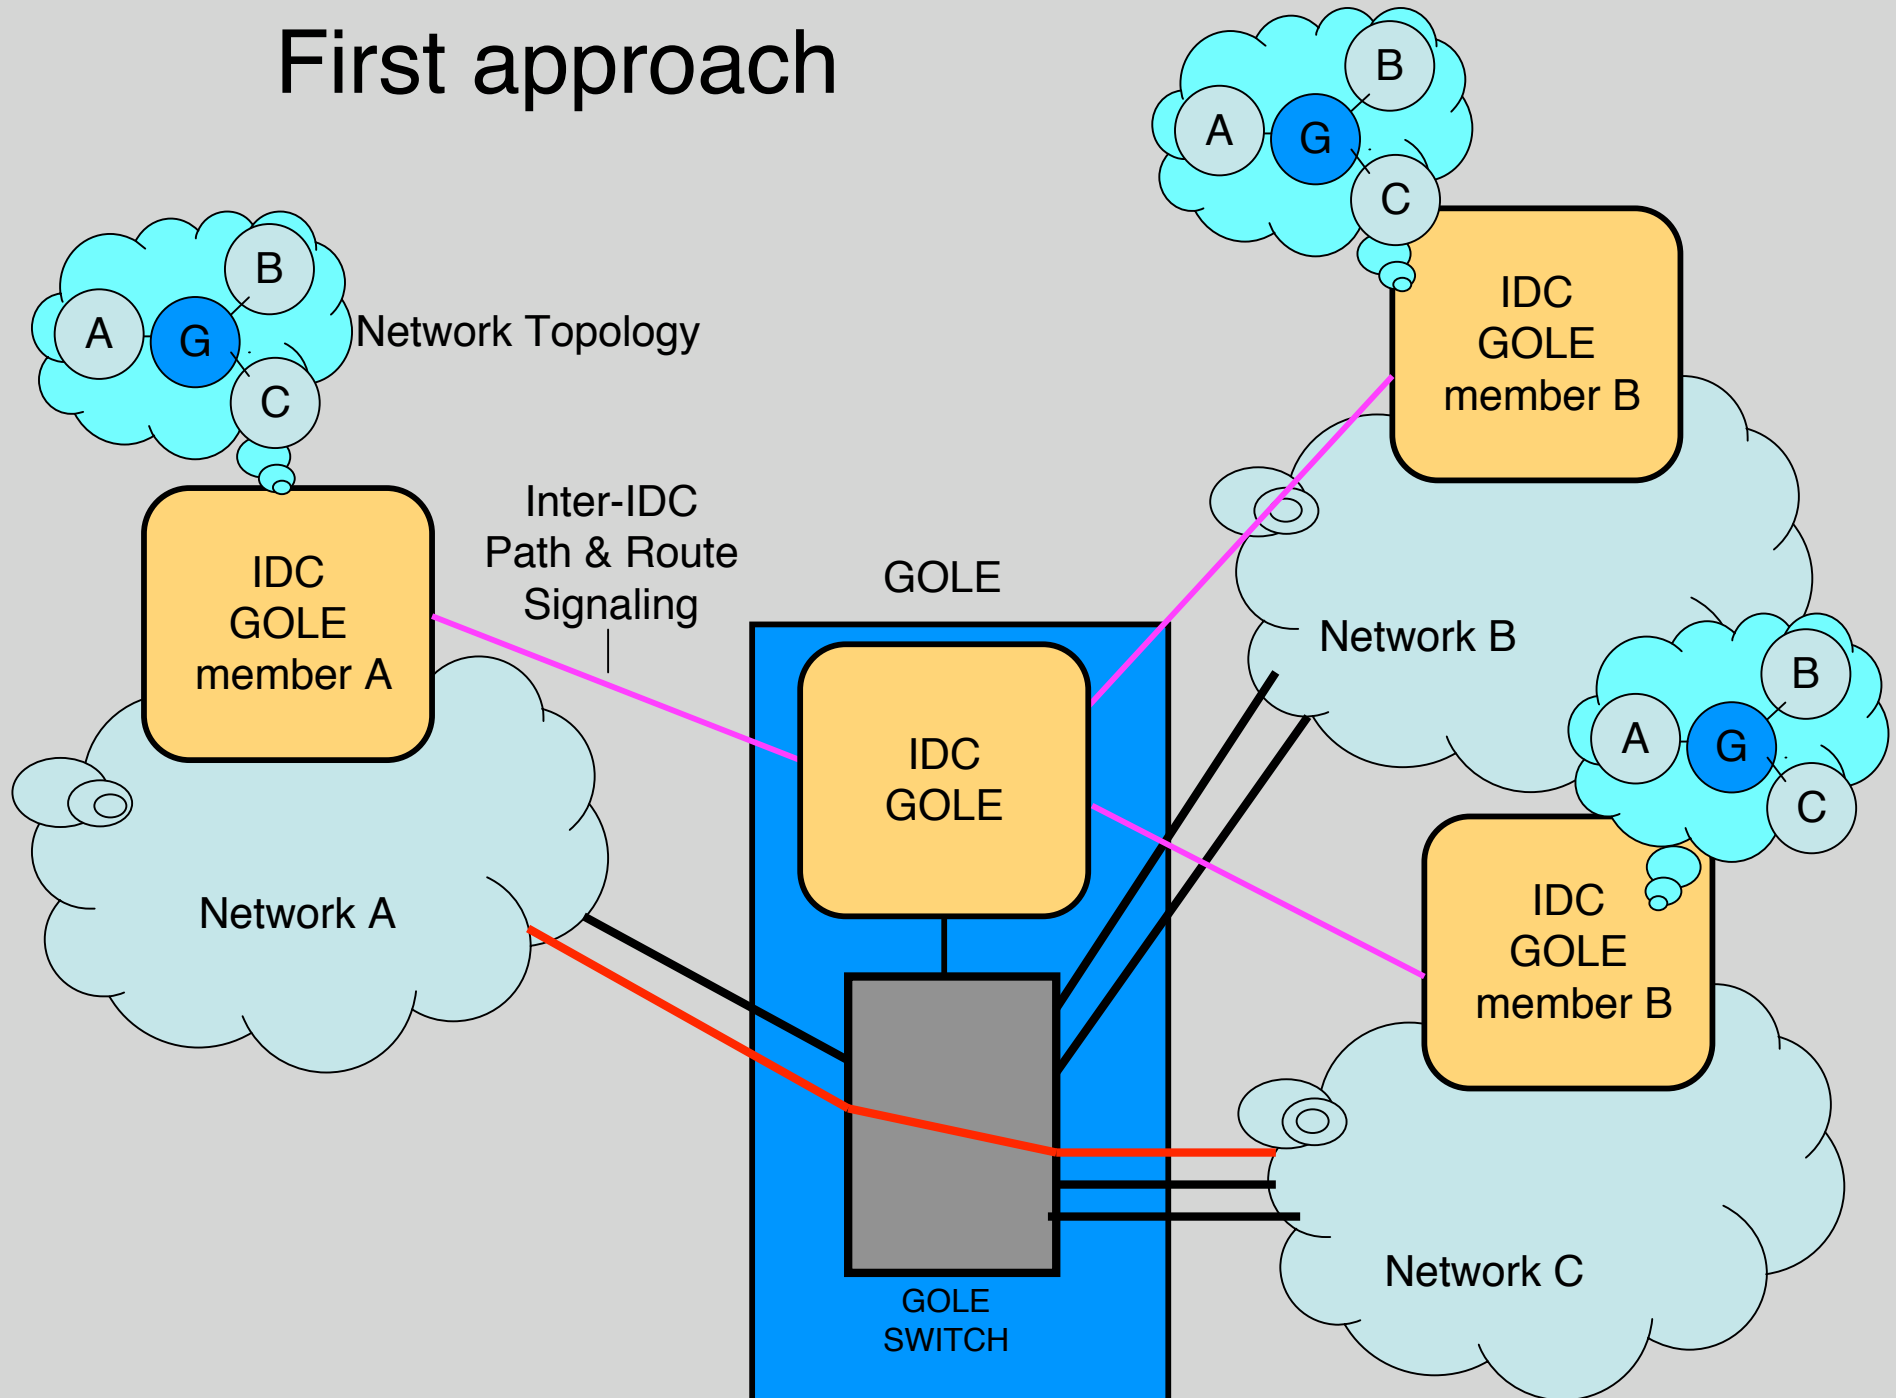 First approach
A
G
B
C
Network Topology
IDC
GOLE
member A
Network A
Inter-IDC
Path & Route
Signaling
GOLE
IDC
GOLE
GOLE
SWITCH
A
G
B
C
IDC
GOLE
member B
Network B
A
G
B
C
IDC
GOLE
member B
Network C